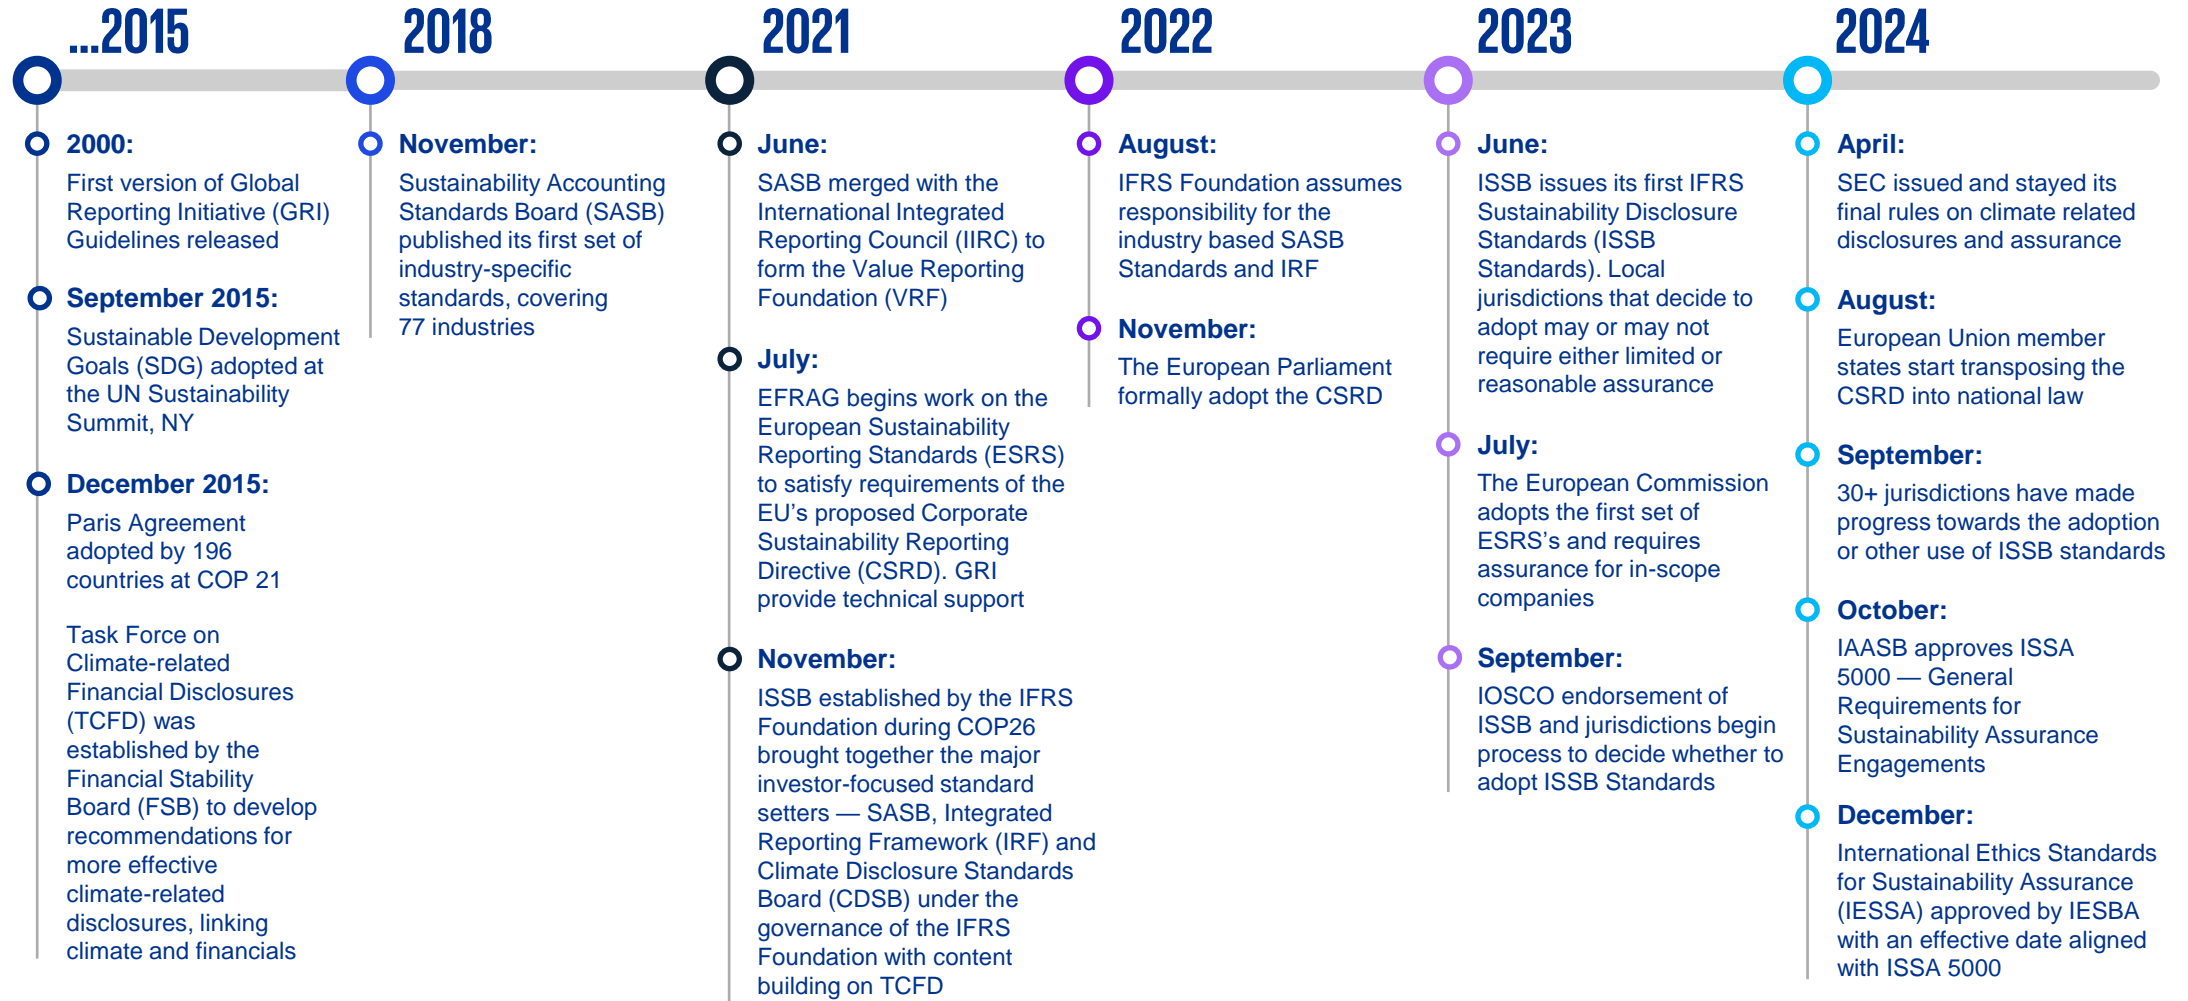 ...2015
2000:
First version of Global
Reporting Initiative (GRI)
Guidelines released
September 2015:
Sustainable Development
Goals (SDG) adopted at
the UN Sustainability
Summit, NY
December 2015:
Paris Agreement
adopted by 196
countries at COP 21
Task Force on
Climate-related
Financial Disclosures
(TCFD) was
established by the
Financial Stability
Board (FSB) to develop
recommendations for
more effective
climate-related
disclosures, linking
climate and financials
2018
November:
Sustainability Accounting
Standards Board (SASB)
published its first set of
industry-specific
standards, covering
77 industries
2021
June:
SASB merged with the
International Integrated
Reporting Council (IIRC) to
form the Value Reporting
Foundation (VRF)
July:
EFRAG begins work on the
European Sustainability
Reporting Standards (ESRS)
to satisfy requirements of the
EU’s proposed Corporate
Sustainability Reporting
Directive (CSRD). GRI
provide technical support
November:
ISSB established by the IFRS
Foundation during COP26
brought together the major
investor-focused standard
setters — SASB, Integrated
Reporting Framework (IRF) and
Climate Disclosure Standards
Board (CDSB) under the
governance of the IFRS
Foundation with content
building on TCFD
2022
August:
IFRS Foundation assumes
responsibility for the
industry based SASB
Standards and IRF
November:
The European Parliament
formally adopt the CSRD
2023
June:
ISSB issues its first IFRS
Sustainability Disclosure
Standards (ISSB
Standards). Local
jurisdictions that decide to
adopt may or may not
require either limited or
reasonable assurance
July:
The European Commission
adopts the first set of
ESRS’s and requires
assurance for in-scope
companies
September:
IOSCO endorsement of
ISSB and jurisdictions begin
process to decide whether to
adopt ISSB Standards
2024
April:
SEC issued and stayed its
final rules on climate related
disclosures and assurance
August:
European Union member
states start transposing the
CSRD into national law
September:
30+ jurisdictions have made
progress towards the adoption
or other use of ISSB standards
October:
IAASB approves ISSA
5000 — General
Requirements for
Sustainability Assurance
Engagements
December:
International Ethics Standards
for Sustainability Assurance
(IESSA) approved by IESBA
with an effective date aligned
with ISSA 5000